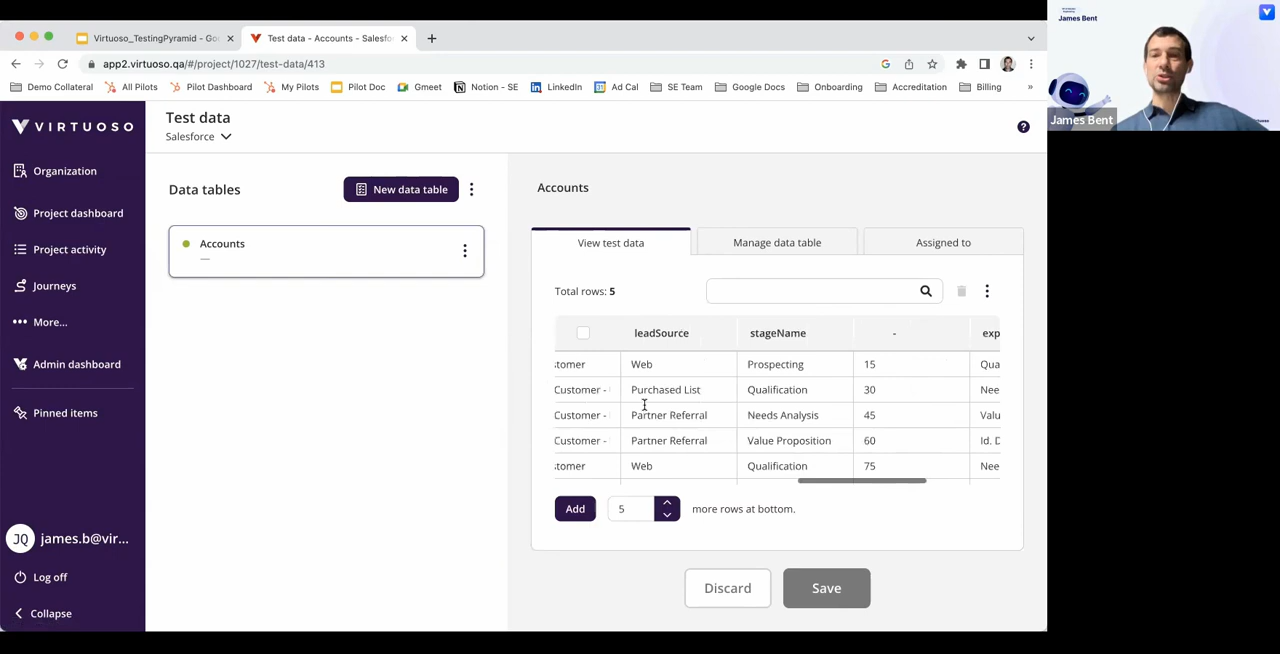 Virtuoso_TestingPyramid - Go
Test data - Accounts - Salesfo
app2.virtuoso.qa/#/project/1027/test-data/413
Demo Collateral
All Pilots
Pilot Dashboard
My Pilots
Pilot Doc
Gmeet
Notion - SE
LinkedIn
Ad Cal
SE Team
Google Docs
Onboarding
Accreditation
Billing
»
James Bent
James Bent
VIRTUOSO
Organization
Project dashboard
Project activity
Journeys
More...
Admin dashboard
Pinned items
JQ james.b@vir...
Log off
Collapse
Test data
Salesforce
?
Data tables
New data table
Accounts
—
Accounts
View test data
Manage data table
Assigned to
Total rows: 5
leadSource stageName - exp
tomer Web Prospecting 15 Qua
Customer - Purchased List Qualification 30 Nee
Customer - Partner Referral Needs Analysis 45 Valu
Customer - Partner Referral Value Proposition 60 Id. D
tomer Web Qualification 75 Nee
Add 5 more rows at bottom.
Discard
Save